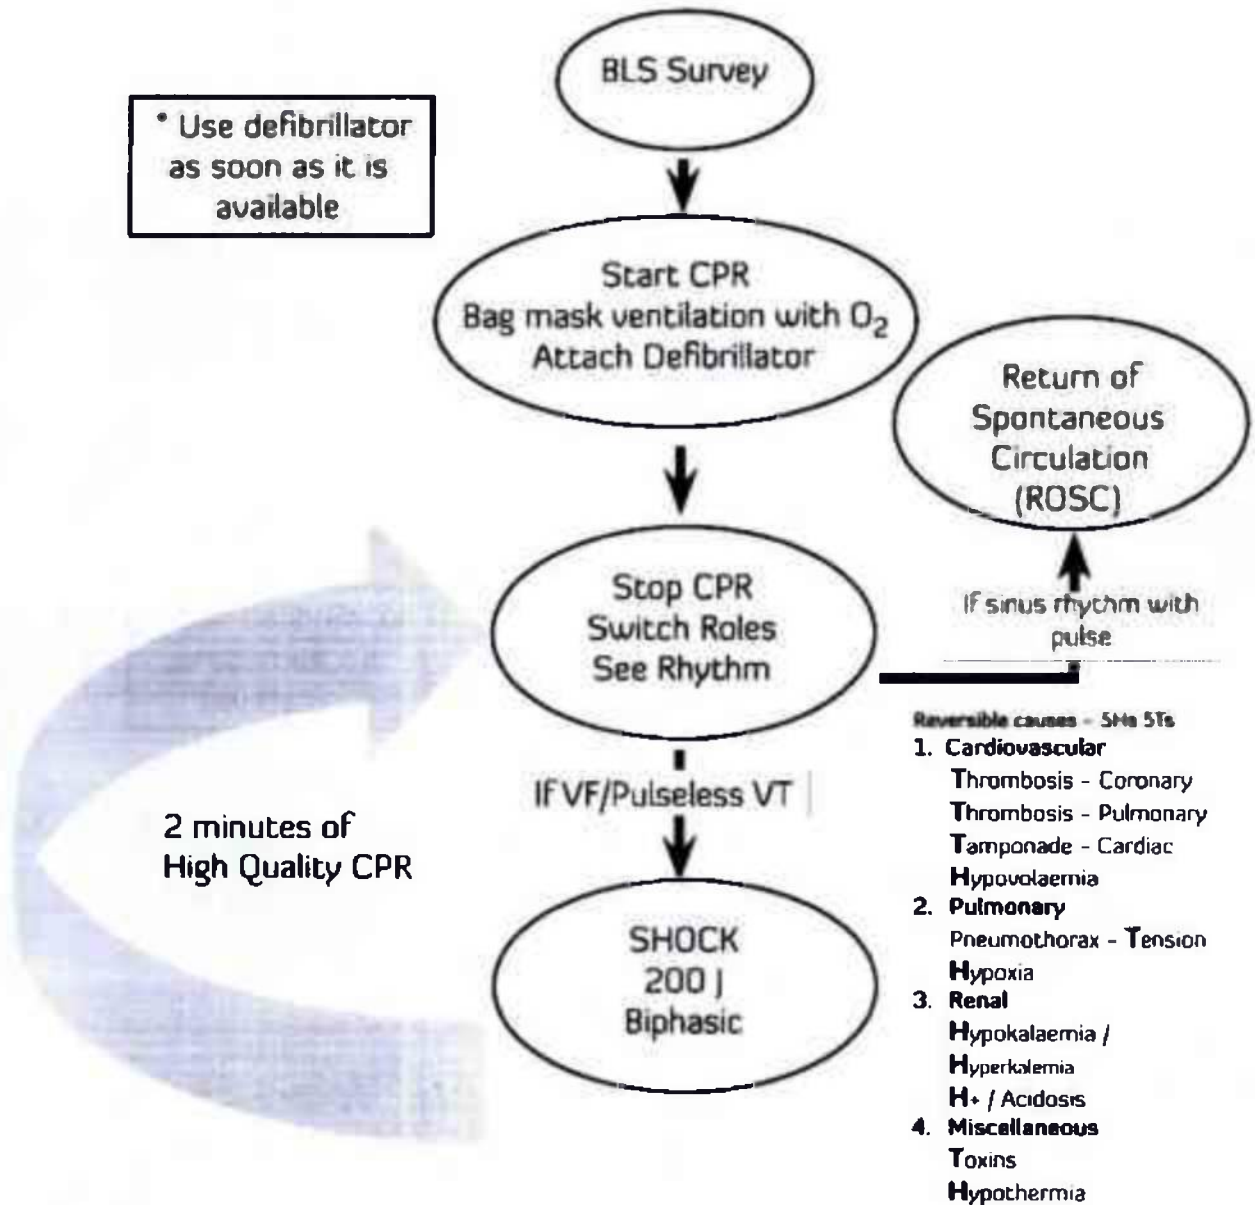 BLS Survey
* Use defibrillator
as soon as it is
available
Start CPR
Bag mask ventilation with O₂
Attach Defibrillator
Return of
Spontaneous
Circulation
(ROSC)
Stop CPR
Switch Roles
See Rhythm
If sinus rhythm with
pulse
If VF/Pulseless VT
2 minutes of
High Quality CPR
SHOCK
200 J
Biphasic
Reversible causes - 5Hs 5Ts
1. Cardiovascular
Thrombosis - Coronary
Thrombosis - Pulmonary
Tamponade - Cardiac
Hypovolaemia
2. Pulmonary
Pneumothorax - Tension
Hypoxia
3. Renal
Hypokalaemia /
Hyperkalemia
H+ / Acidosis
4. Miscellaneous
Toxins
Hypothermia